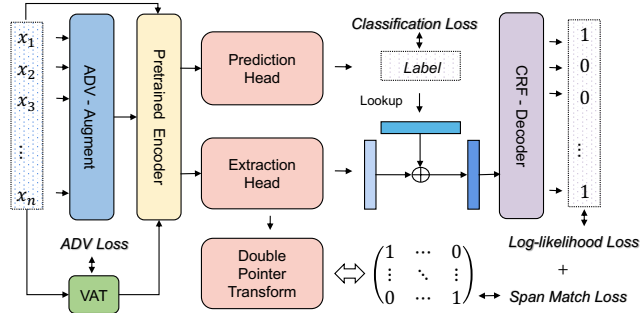 x₁
x₂
x₃
⋮
xₙ
ADV - Augment
Pretrained Encoder
ADV Loss
VAT
Prediction
Head
Extraction
Head
Double
Pointer
Transform
Classification Loss
Label
Lookup
⊕
CRF - Decoder
1
0
0
⋮
1
Log-likelihood Loss
+
Span Match Loss
1 ⋯ 0
⋮ ⋱ ⋮
0 ⋯ 1